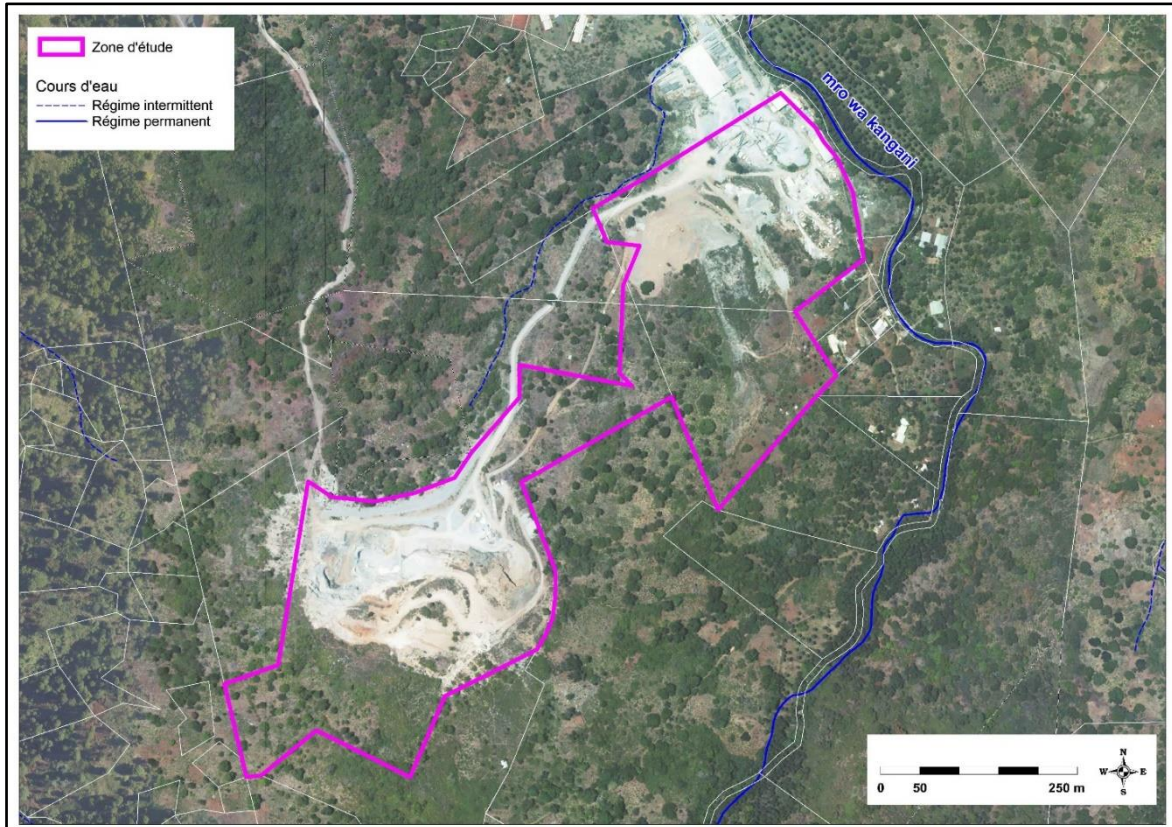 Zone d'étude
Cours d'eau
Régime intermittent
Régime permanent
mro wa kangani
N
W E
S
0 50 250 m